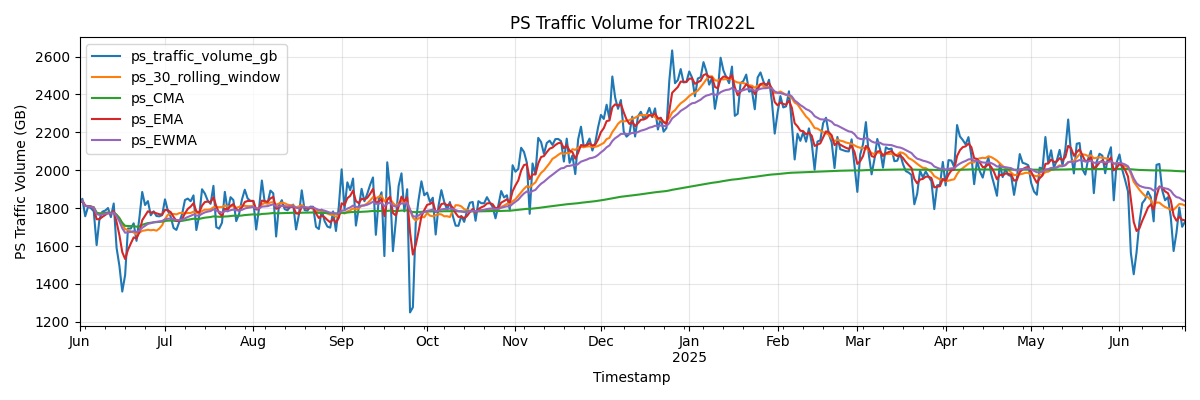 PS Traffic Volume for TRI022L
ps_traffic_volume_gb
ps_30_rolling_window
ps_CMA
ps_EMA
ps_EWMA
PS Traffic Volume (GB)
2600
2400
2200
2000
1800
1600
1400
1200
Jun Jul Aug Sep Oct Nov Dec Jan Feb Mar Apr May Jun
2025
Timestamp